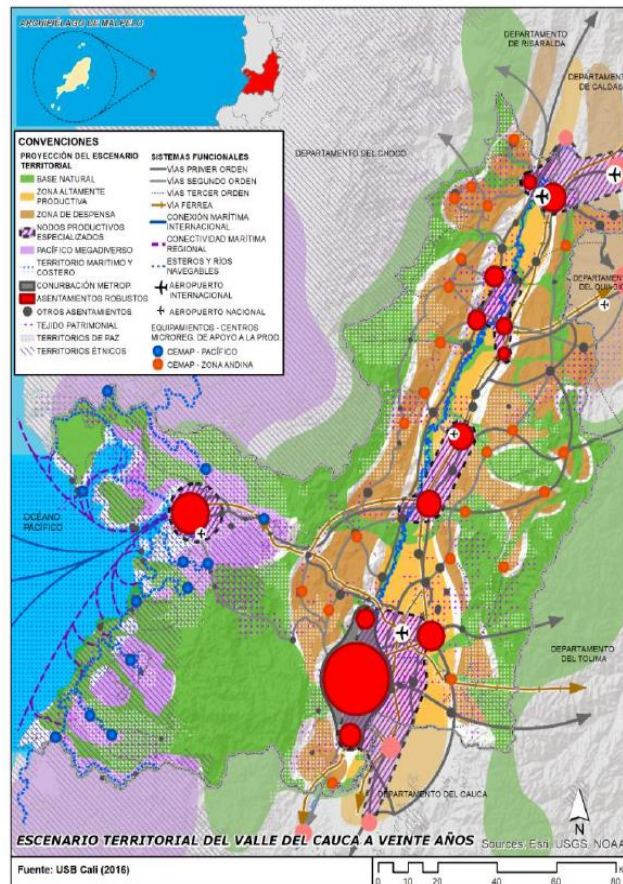 ARCHIPIÉLAGO DE MALPELO
DEPARTAMENTO
DE RISARALDA
DEPARTAMENTO
DE CALDAS
DEPARTAMENTO DEL CHOCO
CONVENCIONES
PROYECCIÓN DEL ESCENARIO
TERRITORIAL
BASE NATURAL
ZONA ALTAMENTE
PRODUCTIVA
ZONA DE DESPENSA
NODOS PRODUCTIVOS
ESPECIALIZADOS
PACÍFICO MEGADIVERSO
TERRITORIO MARITIMO Y
COSTERO
CONURBACIÓN METROP.
ASENTAMIENTOS ROBUSTOS
OTROS ASENTAMIENTOS
TEJIDO PATRIMONIAL
TERRITORIOS DE PAZ
TERRITORIOS ÉTNICOS
SISTEMAS FUNCIONALES
VÍAS PRIMER ORDEN
VÍAS SEGUNDO ORDEN
VÍAS TERCER ORDEN
VÍA FÉRREA
CONEXIÓN MARÍTIMA
INTERNACIONAL
CONECTIVIDAD MARÍTIMA
REGIONAL
ESTEROS Y RÍOS
NAVEGABLES
AEROPUERTO
INTERNACIONAL
AEROPUERTO NACIONAL
EQUIPAMIENTOS - CENTROS
MICROREG. DE APOYO A LA PROD.
CEMAP - PACÍFICO
CEMAP - ZONA ANDINA
DEPARTAMENTO
DEL QUINDIO
OCÉANO
PACÍFICO
DEPARTAMENTO
DEL TOLIMA
DEPARTAMENTO DEL CAUCA
N
ESCENARIO TERRITORIAL DEL VALLE DEL CAUCA A VEINTE AÑOS
Sources: Esri, USGS, NOAA
Fuente: USB Cali (2016)
0 10 20 40 60 80